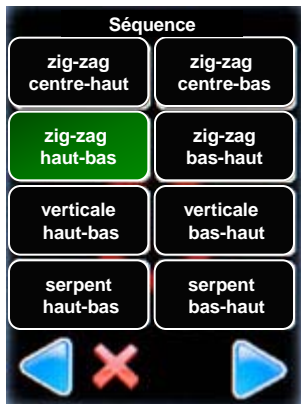 Séquence
zig-zag
centre-haut
zig-zag
centre-bas
zig-zag
haut-bas
zig-zag
bas-haut
verticale
haut-bas
verticale
bas-haut
serpent
haut-bas
serpent
bas-haut